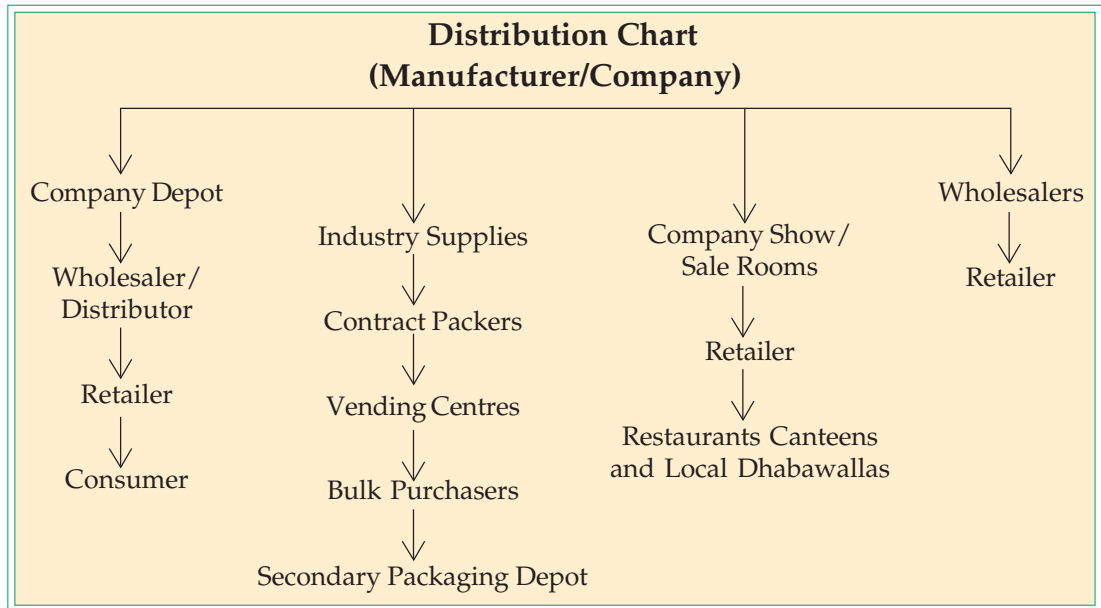 Distribution Chart
(Manufacturer/Company)
Company Depot
Wholesaler/
Distributor
Retailer
Consumer
Industry Supplies
Contract Packers
Vending Centres
Bulk Purchasers
Secondary Packaging Depot
Company Show/
Sale Rooms
Retailer
Restaurants Canteens
and Local Dhabawallas
Wholesalers
Retailer